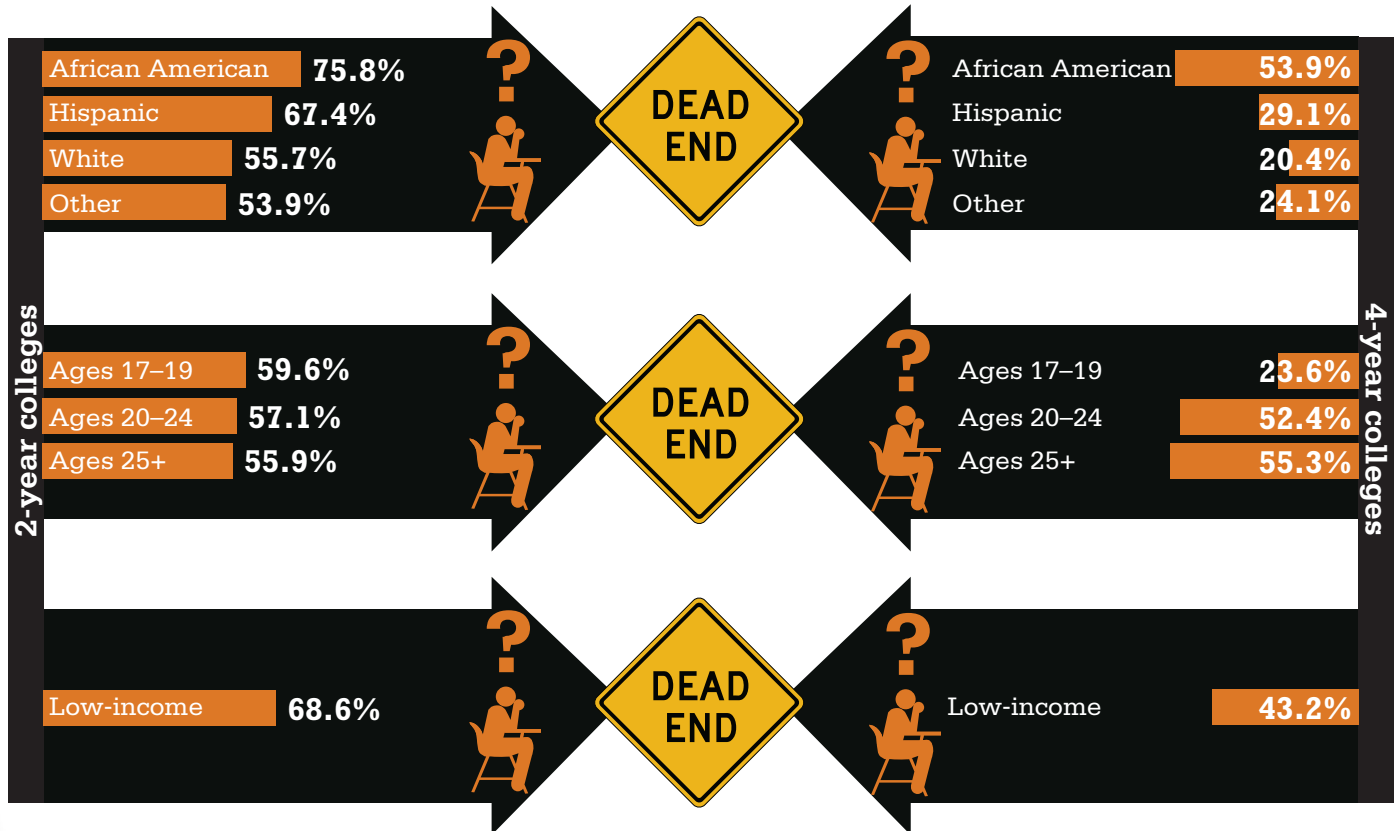 2-year colleges
African American 75.8%
Hispanic 67.4%
White 55.7%
Other 53.9%
?
DEAD
END
?
African American 53.9%
Hispanic 29.1%
White 20.4%
Other 24.1%
4-year colleges
Ages 17–19 59.6%
Ages 20–24 57.1%
Ages 25+ 55.9%
?
DEAD
END
?
Ages 17–19 23.6%
Ages 20–24 52.4%
Ages 25+ 55.3%
Low-income 68.6%
?
DEAD
END
?
Low-income 43.2%